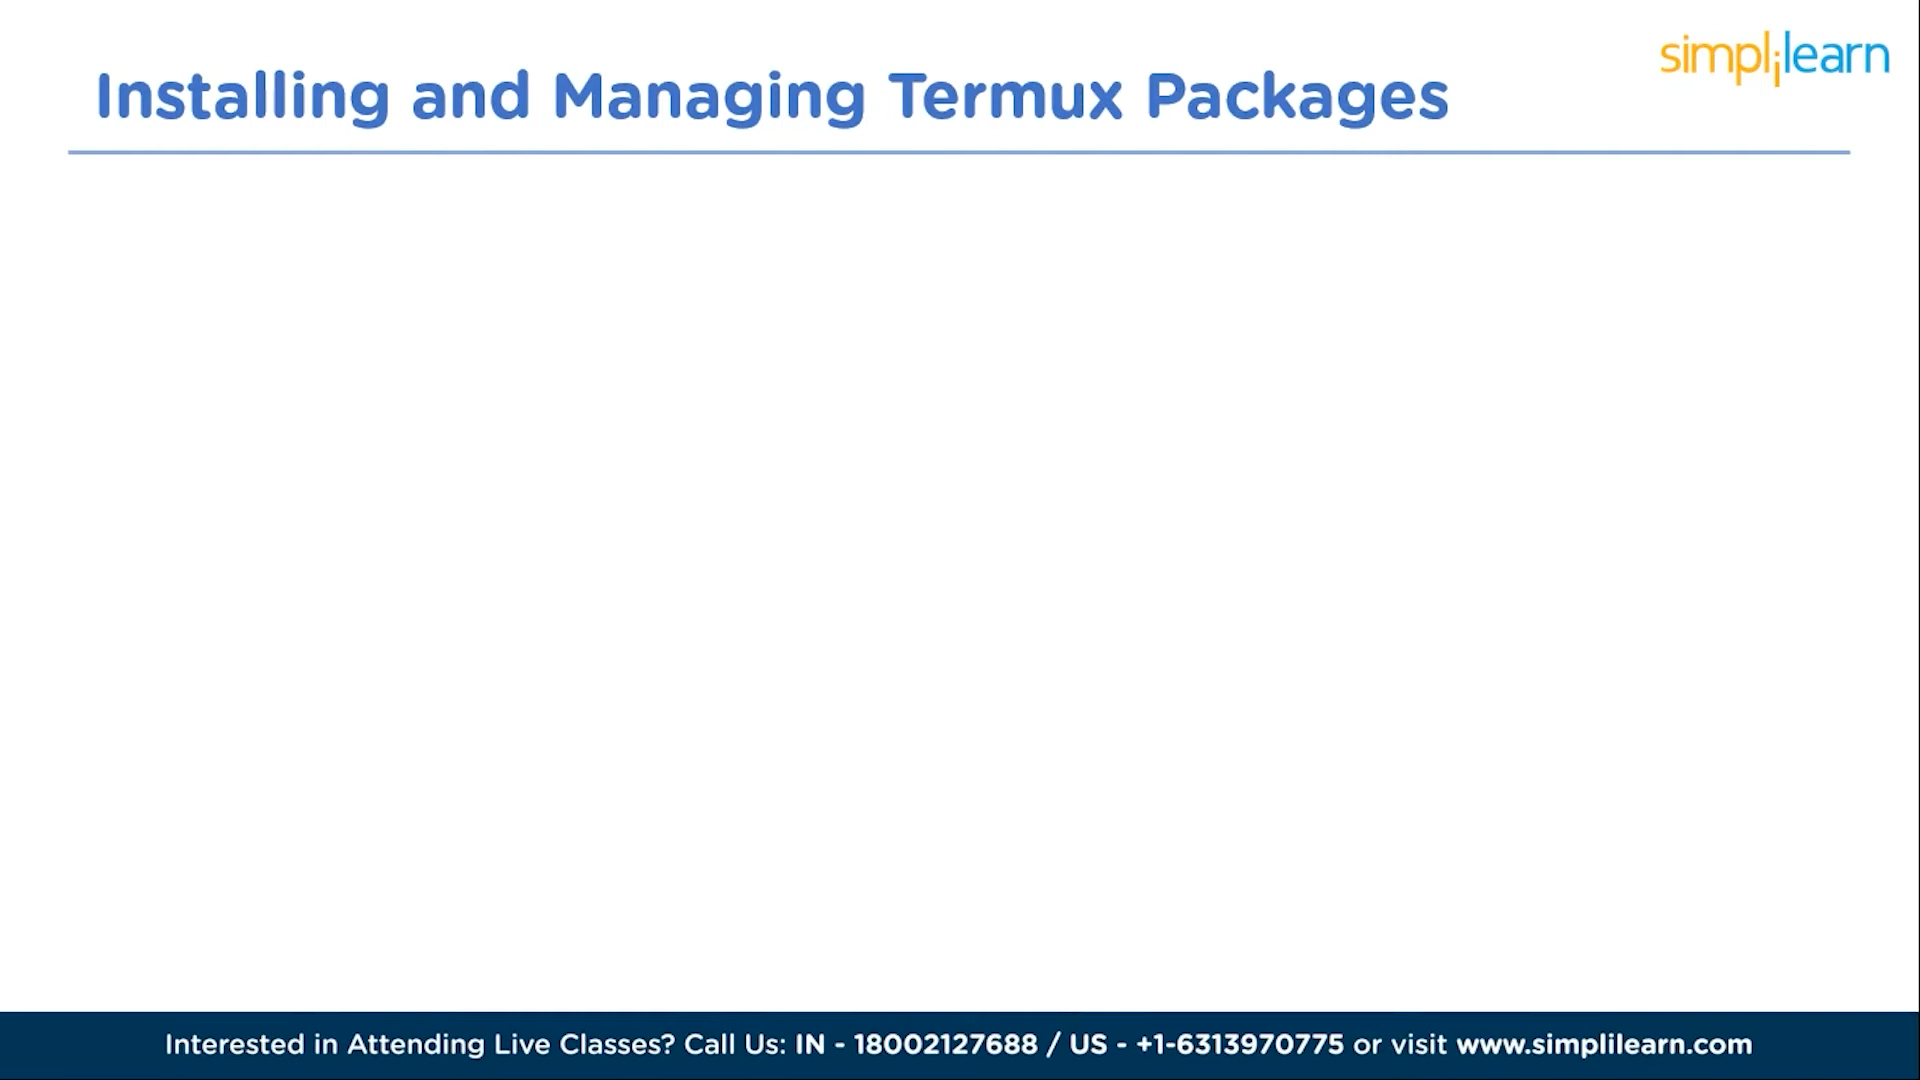 simplilearn
Installing and Managing Termux Packages
Interested in Attending Live Classes? Call Us: IN - 18002127688 / US - +1-6313970775 or visit www.simplilearn.com